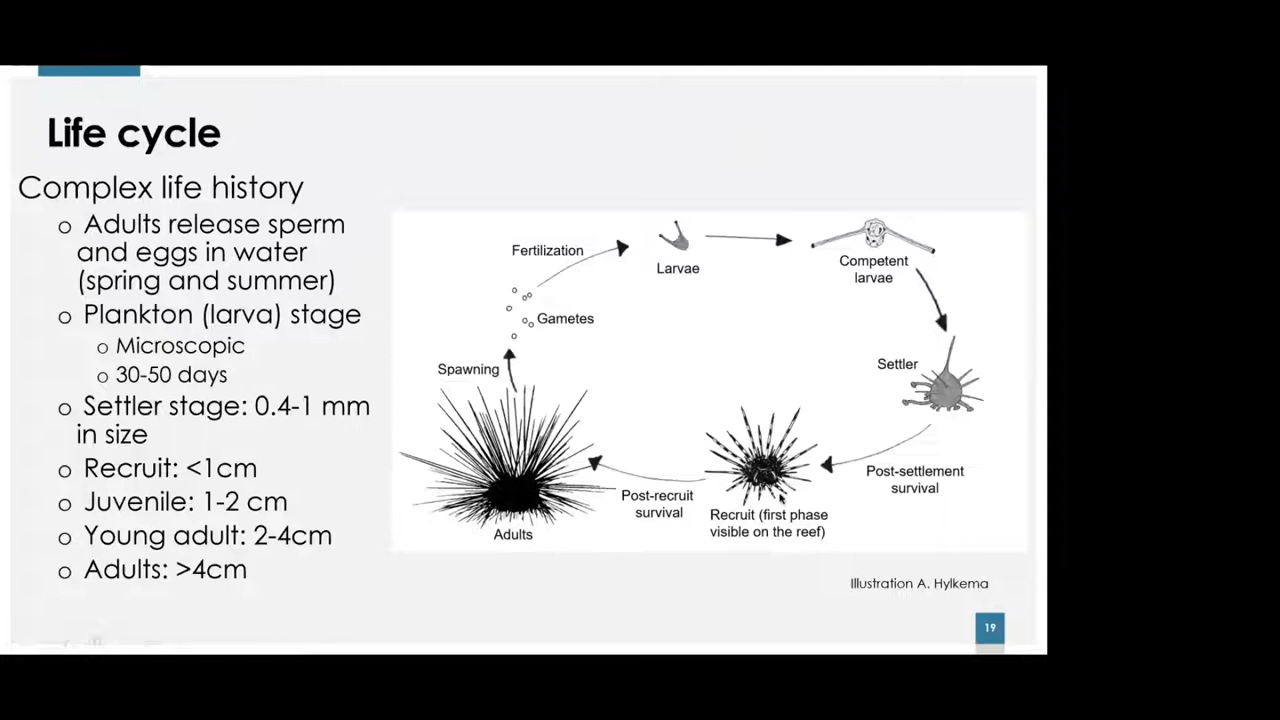 Life cycle
Complex life history
o Adults release sperm
and eggs in water
(spring and summer)
o Plankton (larva) stage
o Microscopic
o 30-50 days
o Settler stage: 0.4-1 mm
in size
o Recruit: <1cm
o Juvenile: 1-2 cm
o Young adult: 2-4cm
o Adults: >4cm
Fertilization
Larvae
Competent
larvae
Gametes
Spawning
Settler
Post-settlement
survival
Post-recruit
survival
Recruit (first phase
visible on the reef)
Adults
Illustration A. Hylkema
19